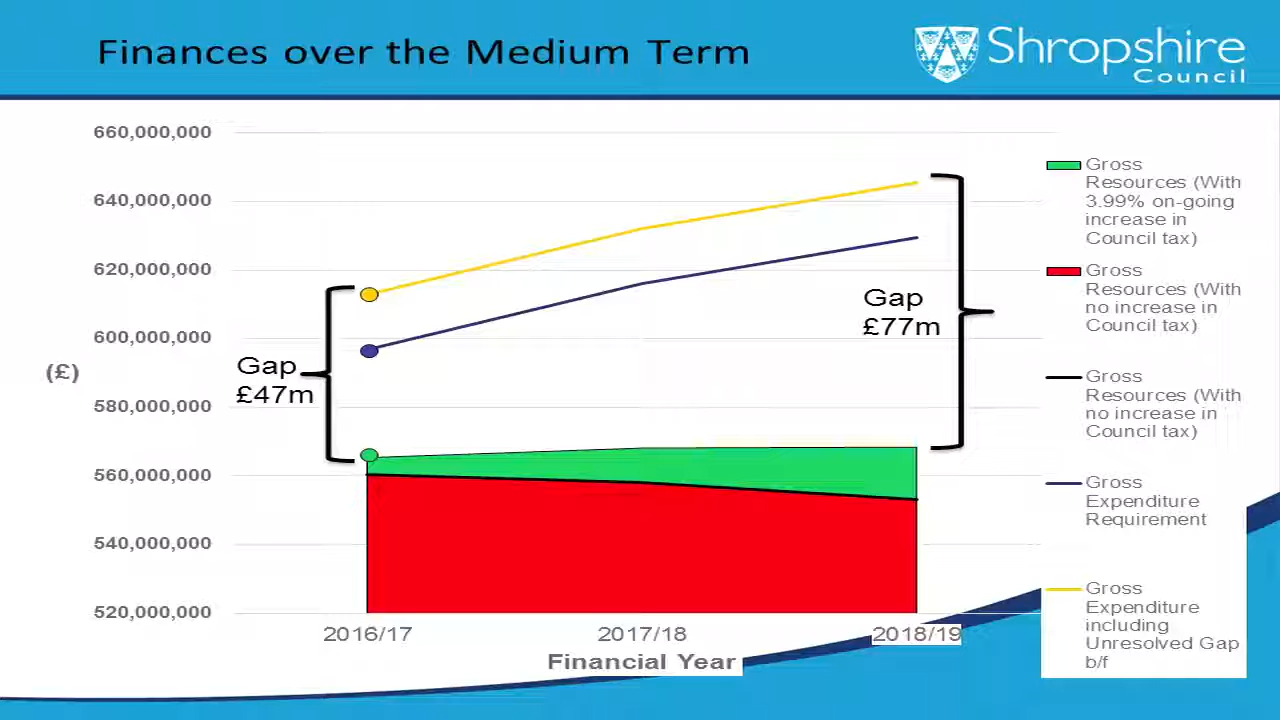 Finances over the Medium Term
Shropshire
Council
660,000,000
640,000,000
620,000,000
600,000,000
580,000,000
560,000,000
540,000,000
520,000,000
(£)
Gap
£47m
Gap
£77m
2016/17
2017/18
2018/19
Financial Year
Gross
Resources (With
3.99% on-going
increase in
Council tax)
Gross
Resources (With
no increase in
Council tax)
Gross
Resources (With
no increase in
Council tax)
Gross
Expenditure
Requirement
Gross
Expenditure
including
Unresolved Gap
b/f